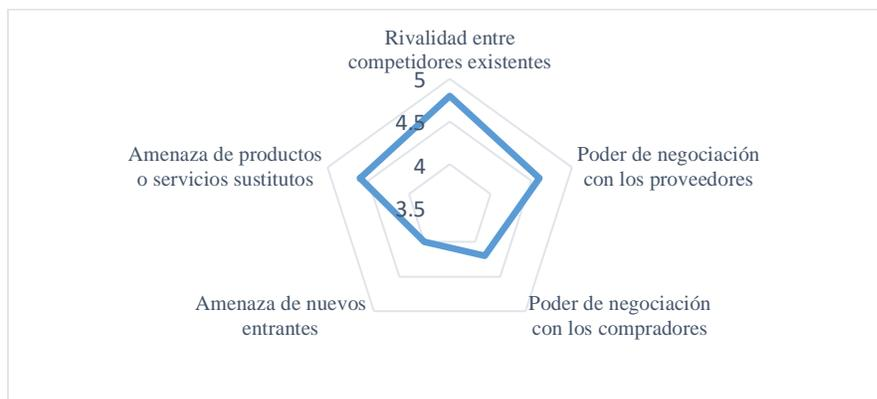 Rivalidad entre
competidores existentes
5
4,5
4
3.5
Amenaza de productos
o servicios sustitutos
Poder de negociación
con los proveedores
Amenaza de nuevos
entrantes
Poder de negociación
con los compradores